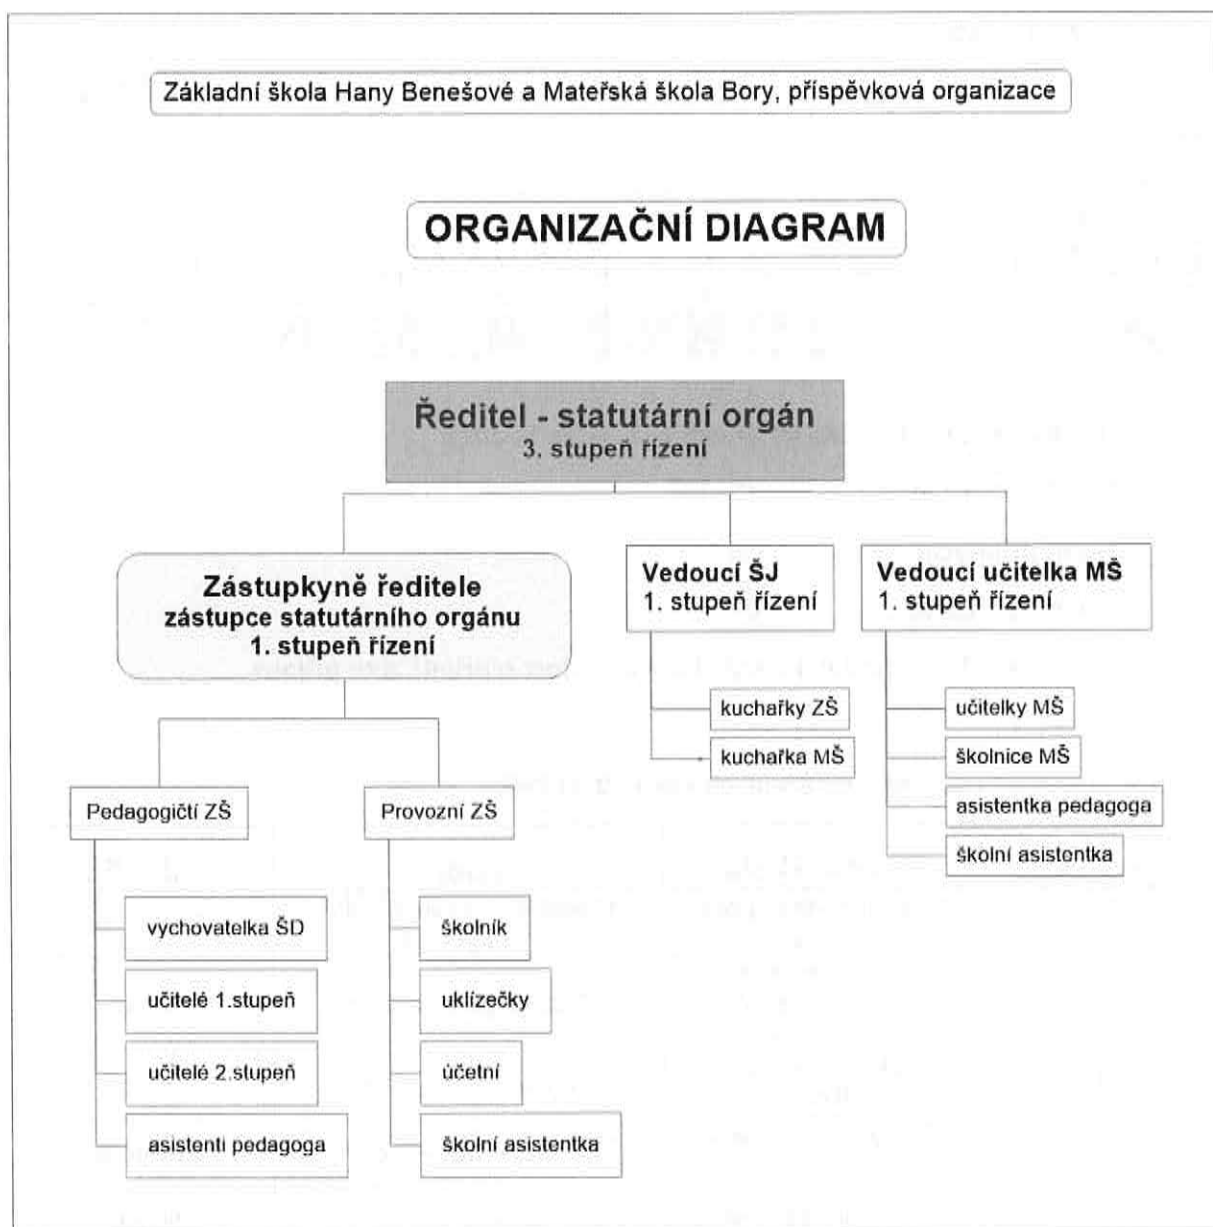 Základní škola Hany Benešové a Mateřská škola Bory, příspěvková organizace
ORGANIZAČNÍ DIAGRAM
Ředitel - statutární orgán
3. stupeň řízení
Zástupkyně ředitele
zástupce statutárního orgánu
1. stupeň řízení
Vedoucí ŠJ
1. stupeň řízení
Vedoucí učitelka MŠ
1. stupeň řízení
kuchařky ZŠ
kuchařka MŠ
učitelky MŠ
školnice MŠ
asistentka pedagoga
školní asistentka
Pedagogičtí ZŠ
Provozní ZŠ
vychovatelka ŠD
učitelé 1.stupeň
učitelé 2.stupeň
asistenti pedagoga
školník
uklízečky
účetní
školní asistentka